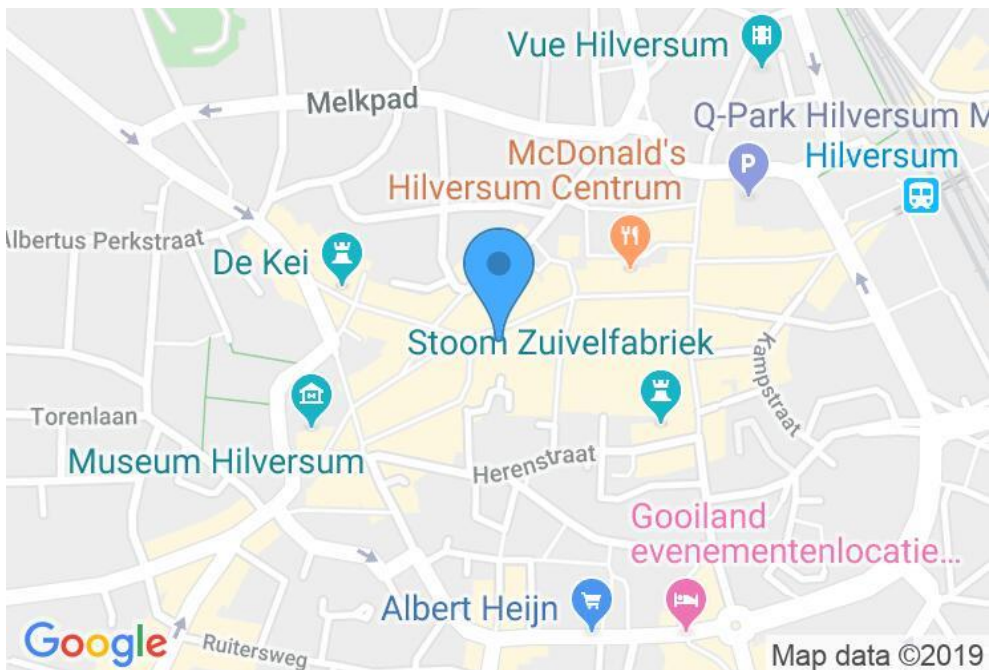 Vue Hilversum
Melkpad
Q-Park Hilversum M
McDonald's
Hilversum Centrum
P
Hilversum
Albertus Perkstraat
De Kei
Stoom Zuivelfabriek
Kampstraat
Torenlaan
Museum Hilversum
Herenstraat
Gooiland
evenementenlocatie...
Albert Heijn
Google
Ruitersweg
Map data ©2019